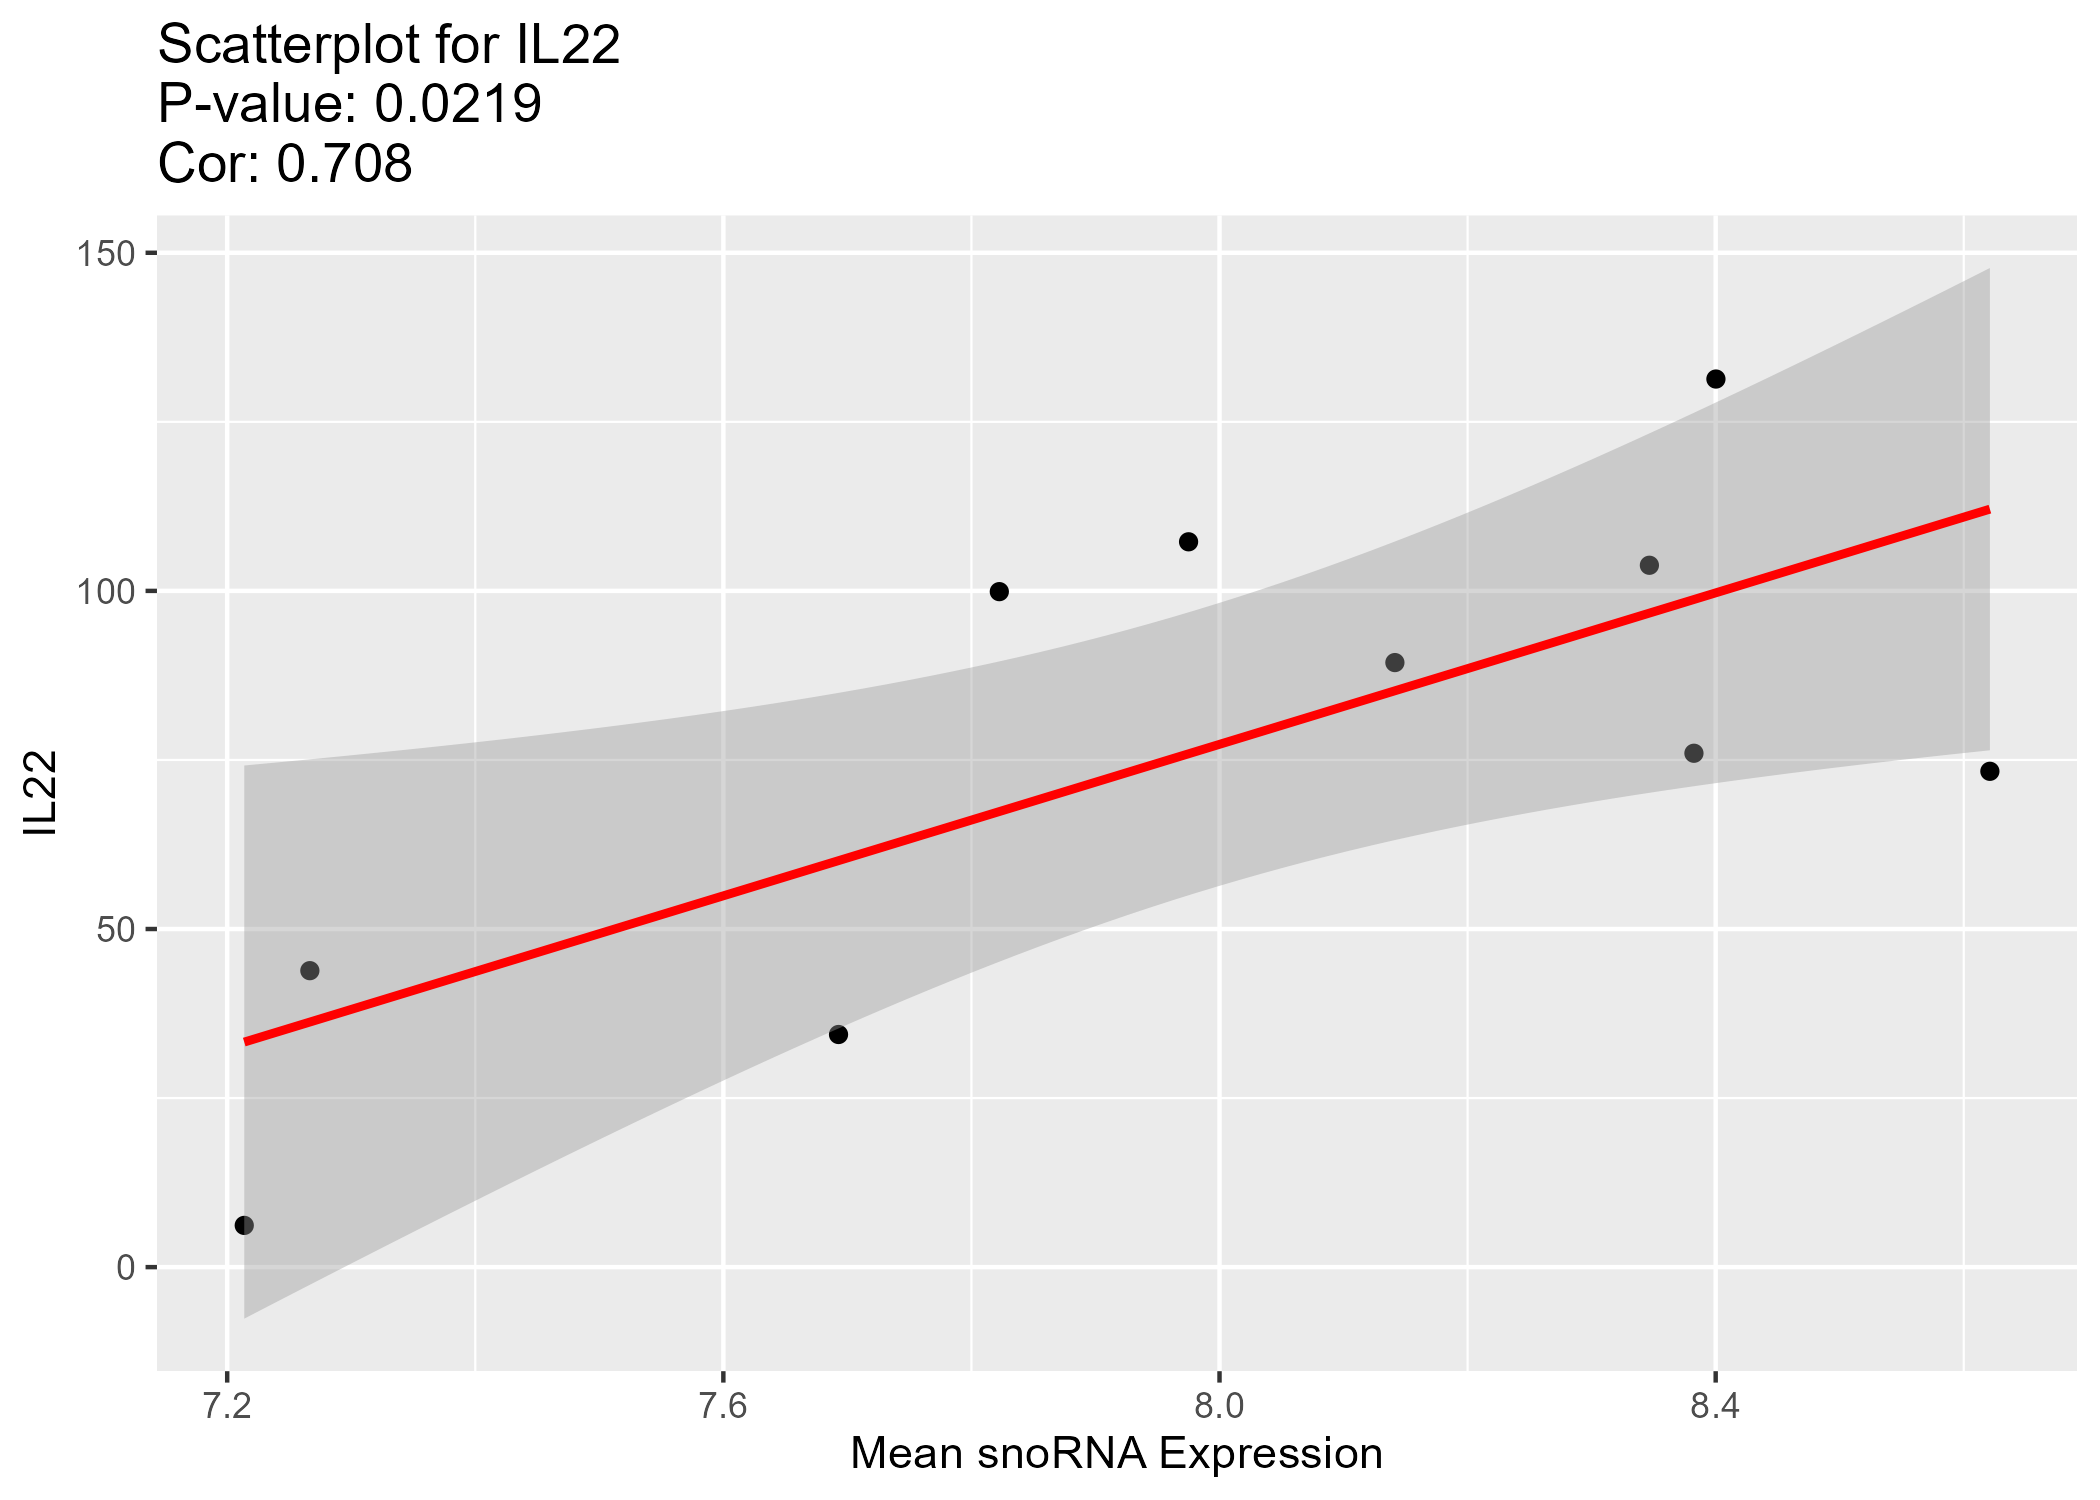 Scatterplot for IL22
P-value: 0.0219
Cor: 0.708
150
100
50
0
IL22
7.2
7.6
8.0
8.4
Mean snoRNA Expression